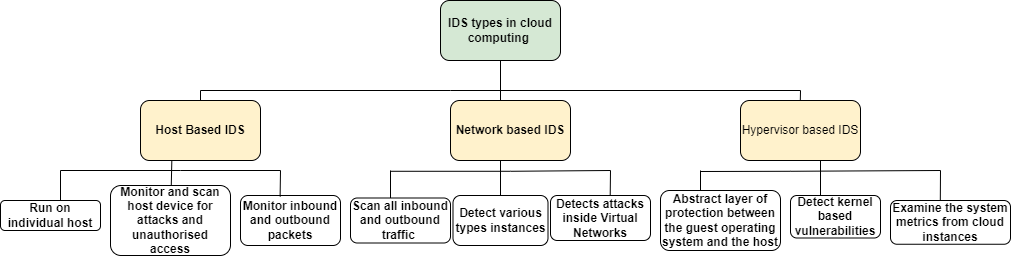 IDS types in cloud
computing
Host Based IDS
Network based IDS
Hypervisor based IDS
Run on
individual host
Monitor and scan
host device for
attacks and
unauthorised
access
Monitor inbound
and outbound
packets
Scan all inbound
and outbound
traffic
Detect various
types instances
Detects attacks
inside Virtual
Networks
Abstract layer of
protection between
the guest operating
system and the host
Detect kernel
based
vulnerabilities
Examine the system
metrics from cloud
instances